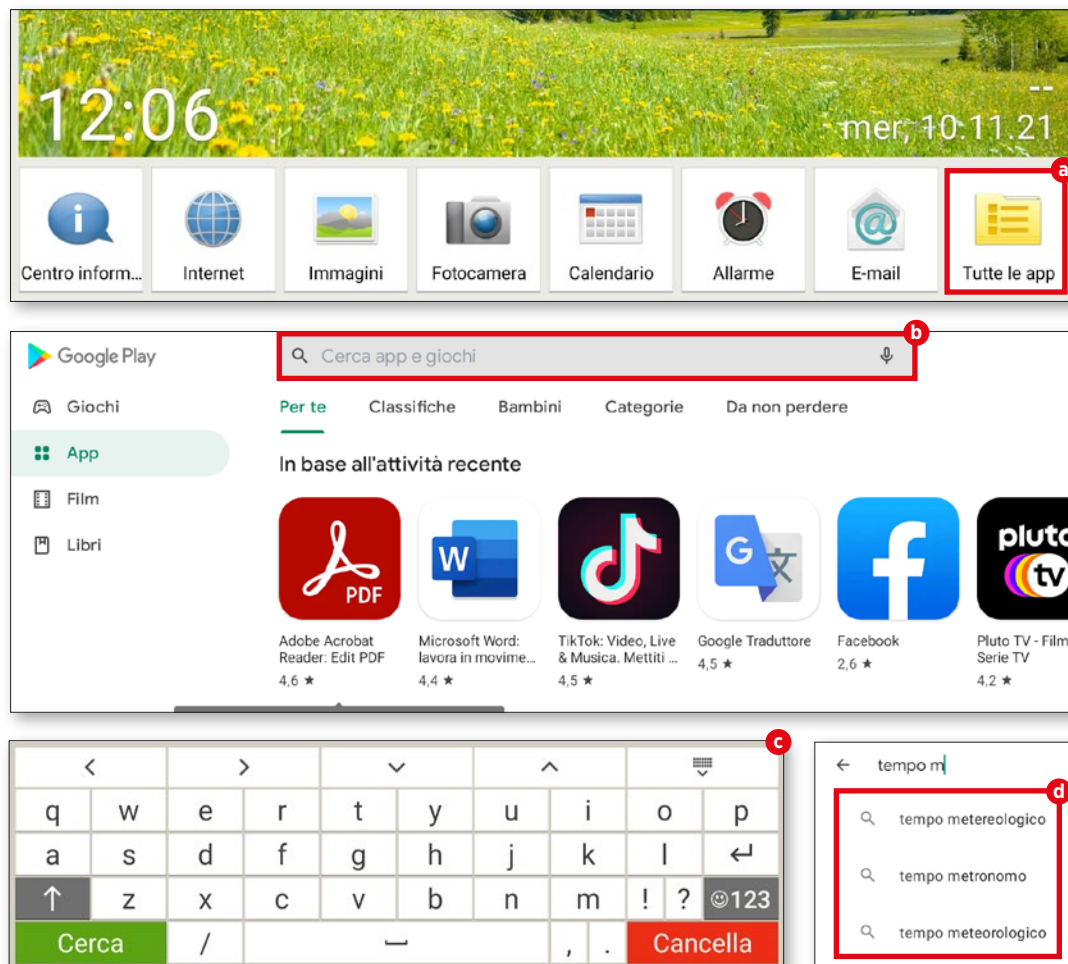 --
12:06
mer, 10.11.21
a
Centro inform... Internet Immagini Fotocamera Calendario Allarme E-mail Tutte le app
b
Google Play Cerca app e giochi
Giochi Per te Classifiche Bambini Categorie Da non perdere
App
In base all'attività recente
Film
Libri
PDF W G 文 f pluto tv
Adobe Acrobat Microsoft Word: TikTok: Video, Live Google Traduttore Facebook Pluto TV - Film
Reader: Edit PDF lavora in movime... & Musica. Mettiti ... 4,5 ★ 2,6 ★ Serie TV
4,6 ★ 4,4 ★ 4,5 ★ 4,2 ★
c
q w e r t y u i o p
a s d f g h j k l
z x c v b n m ! ? ☺123
Cerca / , . Cancella
tempo m
d
tempo metereologico
tempo metronomo
tempo meteorologico